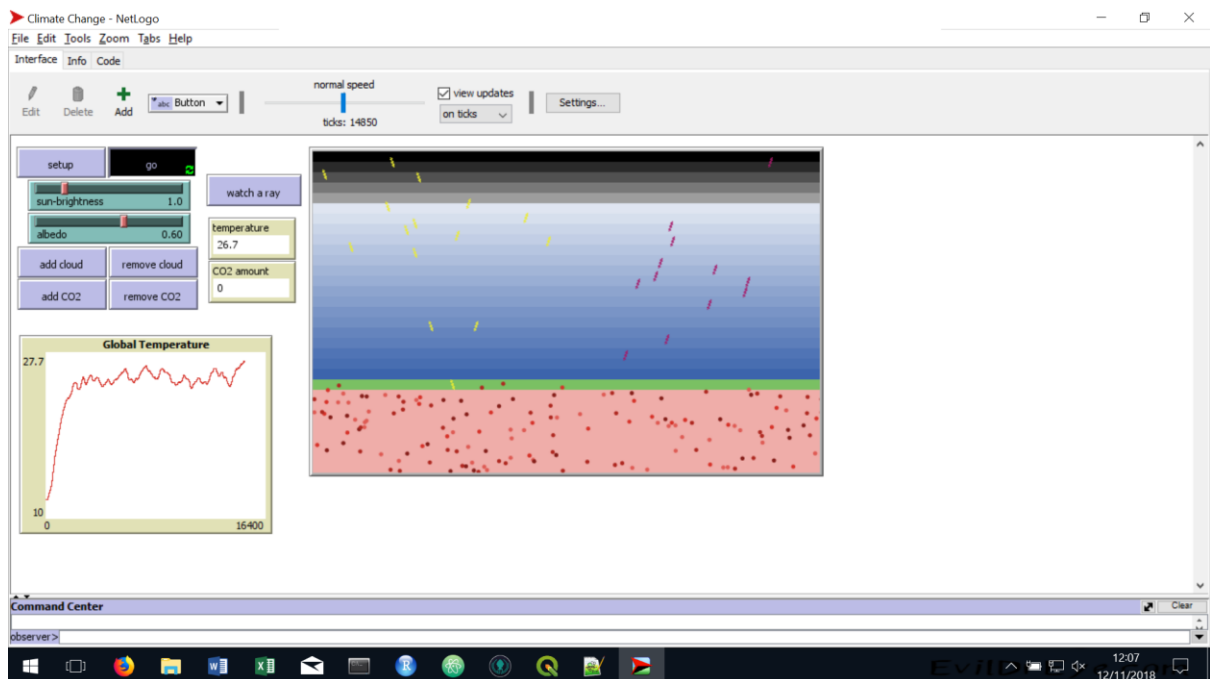 Climate Change - NetLogo
File Edit Tools Zoom Tabs Help
Interface Info Code
Edit Delete Add abc Button
normal speed
ticks: 14850
view updates
on ticks
Settings...
setup go
sun-brightness 1.0
albedo 0.60
add cloud remove cloud
add CO2 remove CO2
watch a ray
temperature
26.7
CO2 amount
0
Global Temperature
27.7
10
0 16400
Command Center
Clear
observer>
12:07
12/11/2018